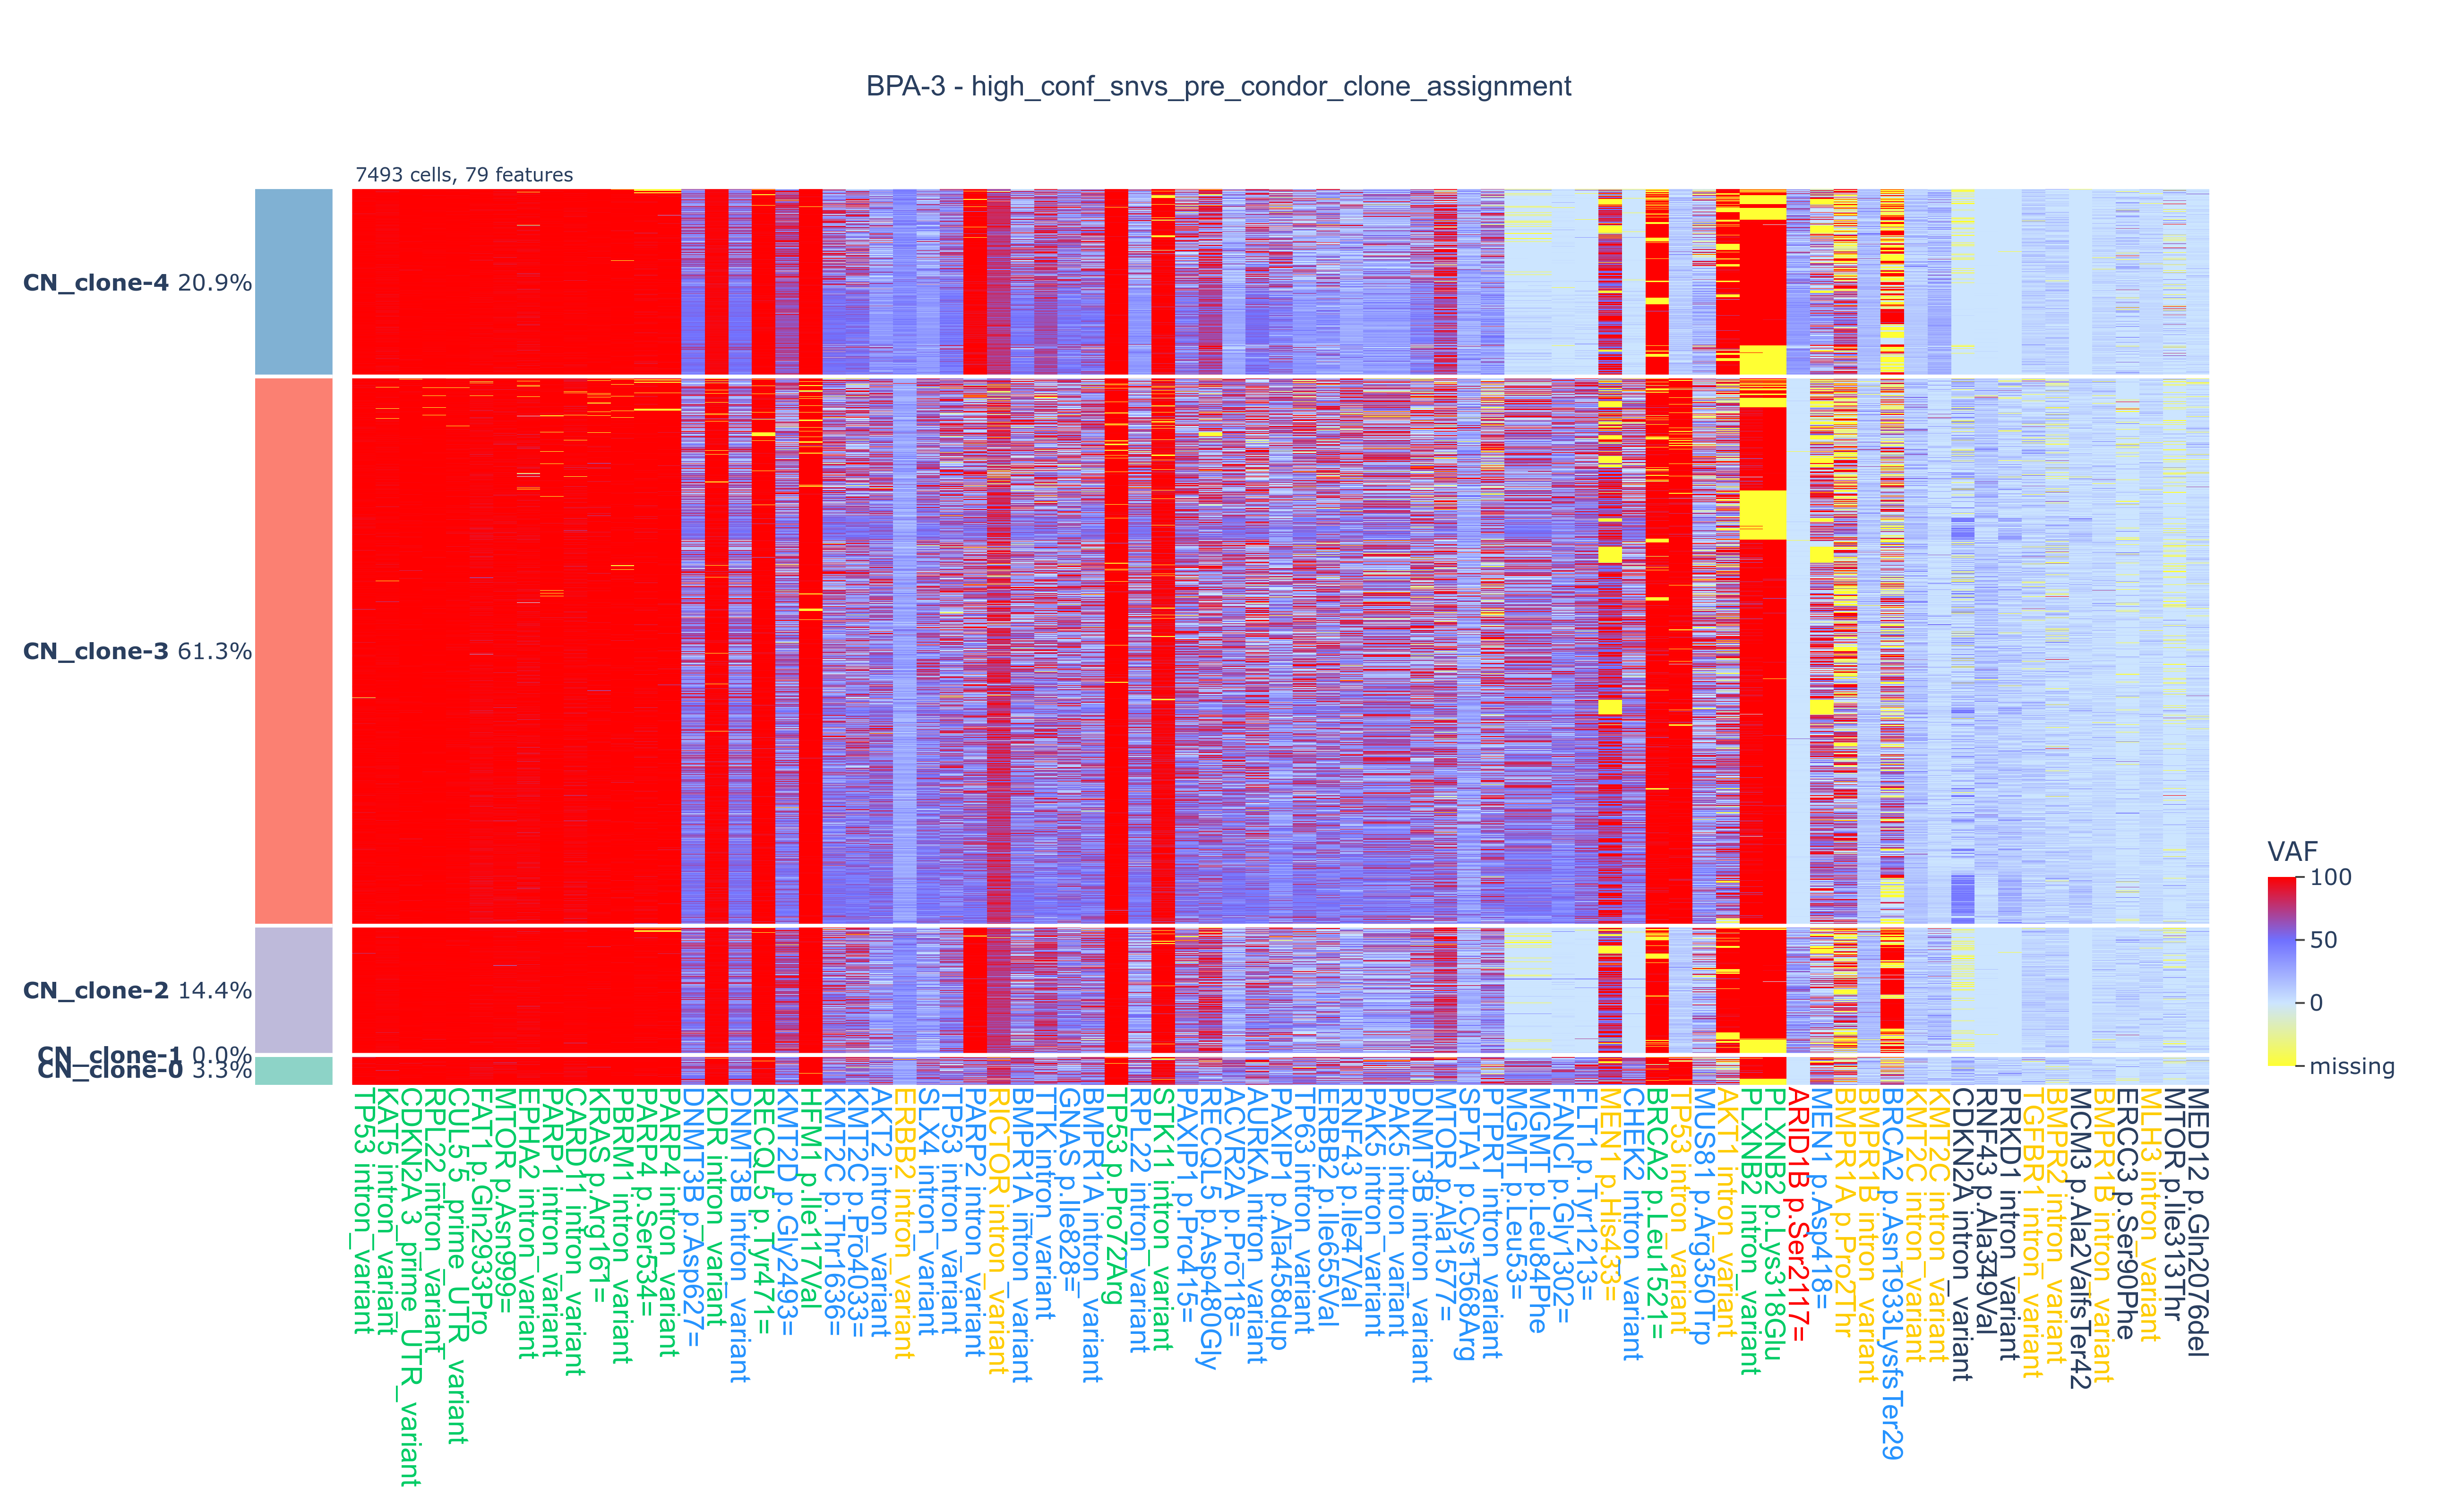 BPA-3 - high_conf_snvs_pre_condor_clone_assignment
7493 cells, 79 features
CN_clone-4 20.9%
CN_clone-3 61.3%
CN_clone-2 14.4%
CN_clone-1 0.0%
CN_clone-0 3.3%
VAF
100
50
0
missing
TP53 intron_variant
KAT5 intron_variant
CDKN2A 3_prime_UTR_variant
RPL22 intron_variant
CUL5 5_prime_UTR_variant
FAT1 p.Gln2933Pro
MTOR p.Asn999=
EPHA2 intron_variant
PARP1 intron_variant
CARD11 intron_variant
KRAS p.Arg161=
PBRM1 intron_variant
PARP4 p.Ser534=
PARP4 intron_variant
DNMT3B p.Asp627=
KDR intron_variant
DNMT3B intron_variant
RECQL5 p.Tyr471=
KMT2D p.Gly2493=
HFM1 p.Ile117Val
KMT2C p.Thr1636=
KMT2C p.Pro4033=
AKT2 intron_variant
ERBB2 intron_variant
SLX4 intron_variant
TP53 intron_variant
PARP2 intron_variant
RICTOR intron_variant
BMPR1A intron_variant
TTK intron_variant
GNAS p.Ile828=
BMPR1A intron_variant
TP53 p.Pro72Arg
RPL22 intron_variant
STK11 intron_variant
PAXIP1 p.Pro415=
RECQL5 p.Asp480Gly
ACVR2A p.Pro118=
AURKA intron_variant
PAXIP1 p.Ala458dup
TP63 intron_variant
ERBB2 p.Ile655Val
RNF43 p.Ile47Val
PAK5 intron_variant
PAK5 intron_variant
DNMT3B intron_variant
MTOR p.Ala1577=
SPTA1 p.Cys1568Arg
PTPRT intron_variant
MGMT p.Leu53=
MGMT p.Leu84Phe
FANCI p.Gly1302=
FLT1 p.Tyr1213=
MEN1 p.His433=
CHEK2 intron_variant
BRCA2 p.Leu1521=
TP53 intron_variant
MUS81 p.Arg350Trp
AKT1 intron_variant
PLXNB2 intron_variant
PLXNB2 p.Lys318Glu
ARID1B p.Ser2117=
MEN1 p.Asp418=
BMPR1A p.Pro2Thr
BMPR1B intron_variant
BRCA2 p.Asn1933LysfsTer29
KMT2C intron_variant
KMT2C intron_variant
CDKN2A intron_variant
RNF43 p.Ala349Val
PRKD1 intron_variant
TGFBR1 intron_variant
BMPR2 intron_variant
MCM3 p.Ala2ValfsTer42
BMPR1B intron_variant
ERCC3 p.Ser90Phe
MLH3 intron_variant
MTOR p.Ile313Thr
MED12 p.Gln2076del